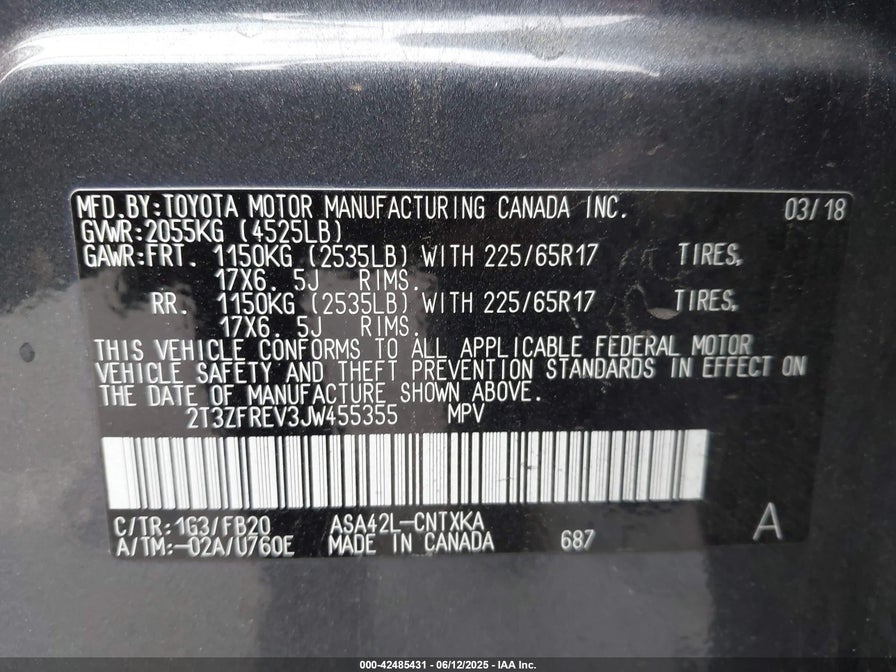 MFD.BY:TOYOTA MOTOR MANUFACTURING CANADA INC. 03/18
GVWR:2055KG (4525LB)
GAWR:FRT. 1150KG (2535LB) WITH 225/65R17 TIRES,
17X6. 5J RIMS.
RR. 1150KG (2535LB) WITH 225/65R17 TIRES,
17X6. 5J RIMS.
THIS VEHICLE CONFORMS TO ALL APPLICABLE FEDERAL MOTOR
VEHICLE SAFETY AND THEFT PREVENTION STANDARDS IN EFFECT ON
THE DATE OF MANUFACTURE SHOWN ABOVE.
2T3ZFREV3JW455355 MPV
C/TR:1G3/FB20 ASA42L-CNTXKA A
A/TM:-02A/U760E MADE IN CANADA 687
000-42485431 - 06/12/2025 - IAA Inc.